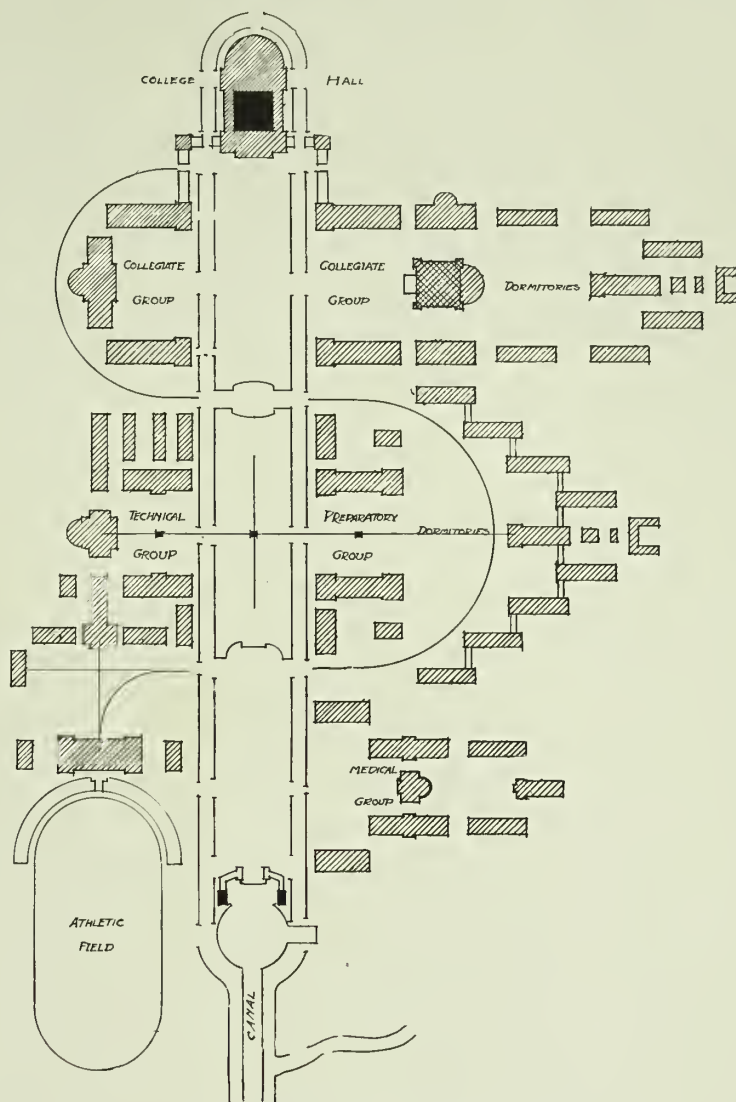 COLLEGE HALL
COLLEGIATE
GROUP
COLLEGIATE
GROUP
DORMITORIES
TECHNICAL
GROUP
PREPARATORY
GROUP
DORMITORIES
MEDICAL
GROUP
ATHLETIC
FIELD
CANAL